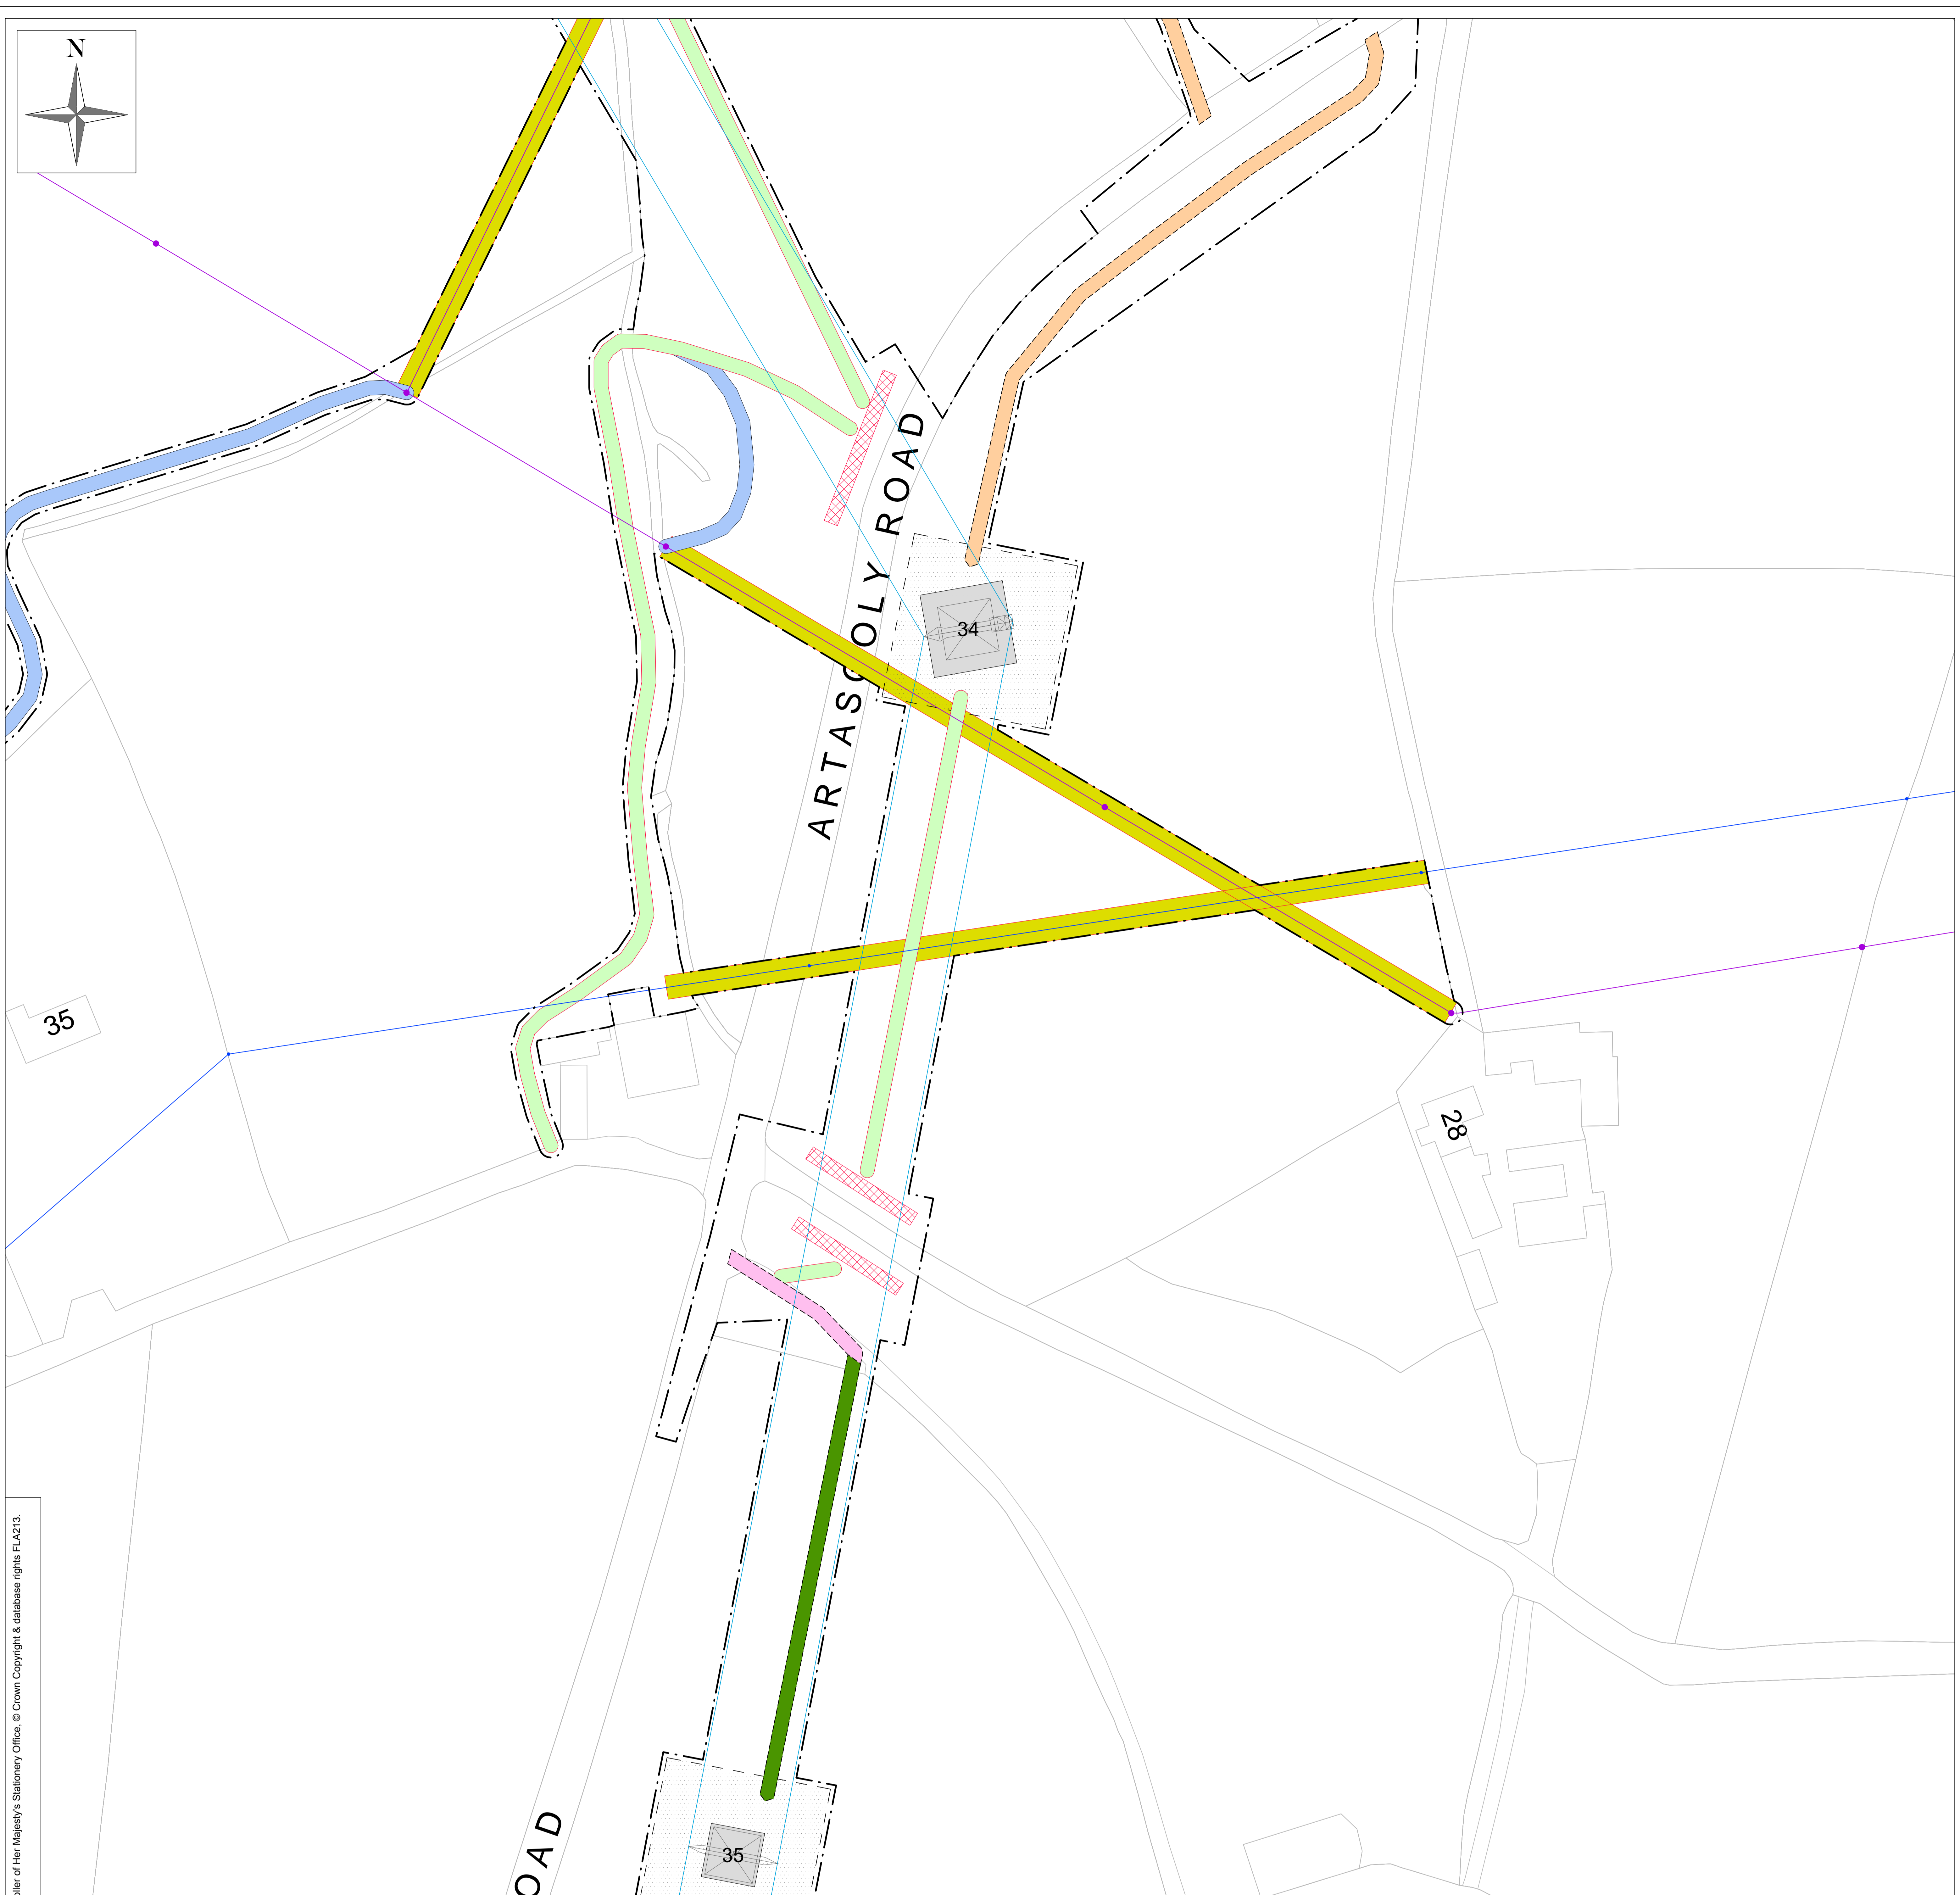 N
ARTASOOLY ROAD
34
35
28
oller of Her Majesty's Stationery Office, © Crown Copyright & database rights FLA213.
35
OAD